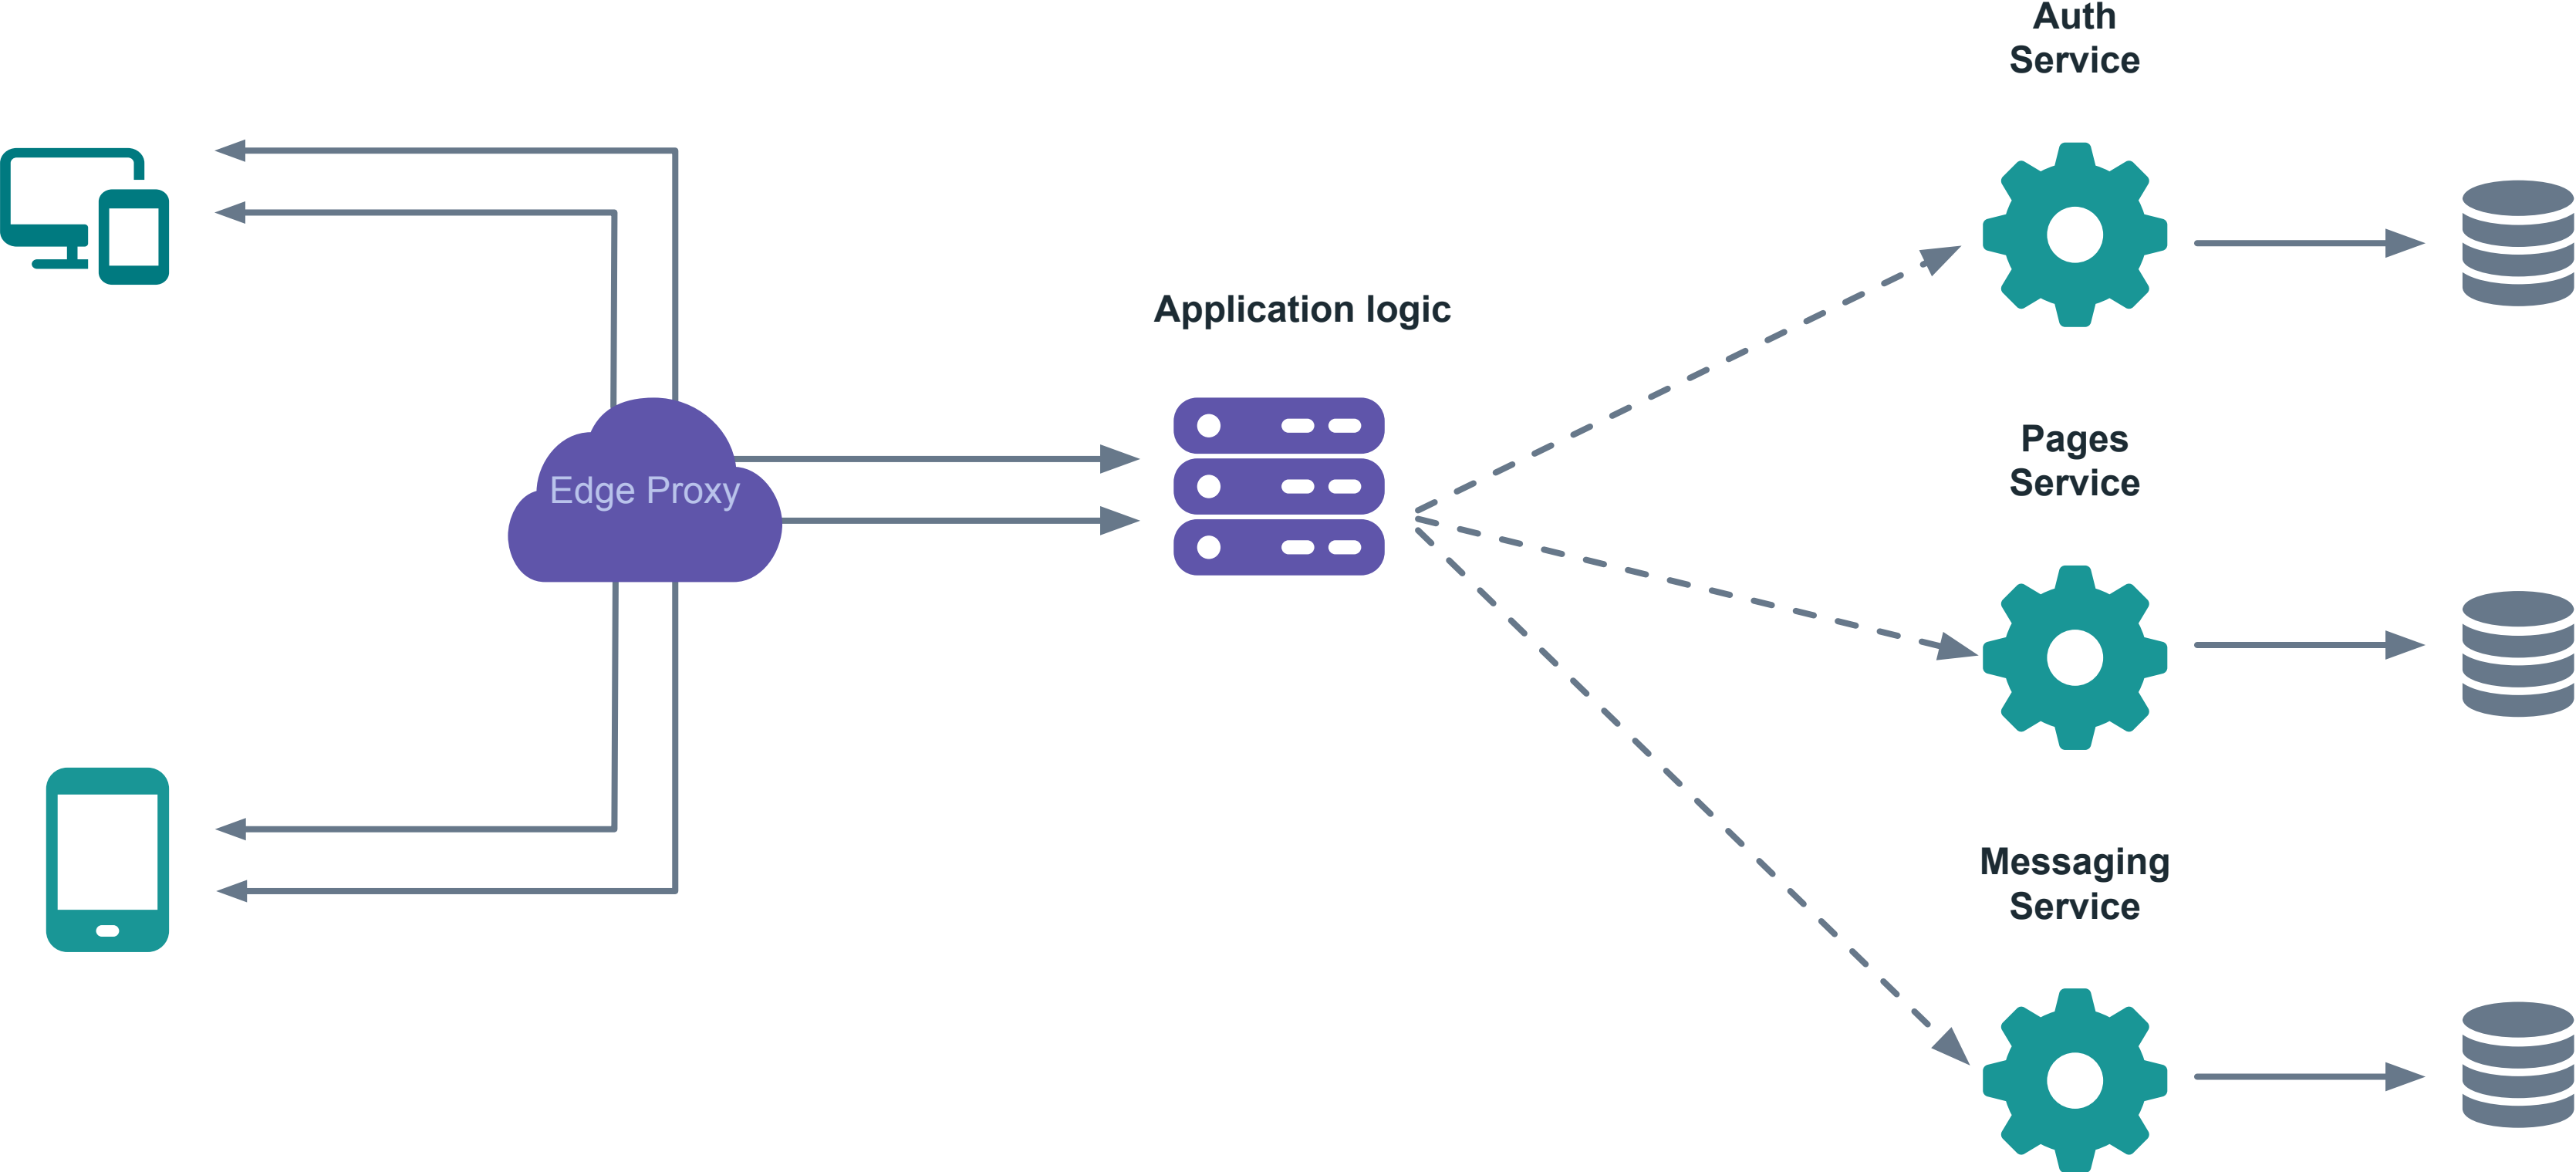 Auth
Service
Application logic
Edge Proxy
Pages
Service
Messaging
Service